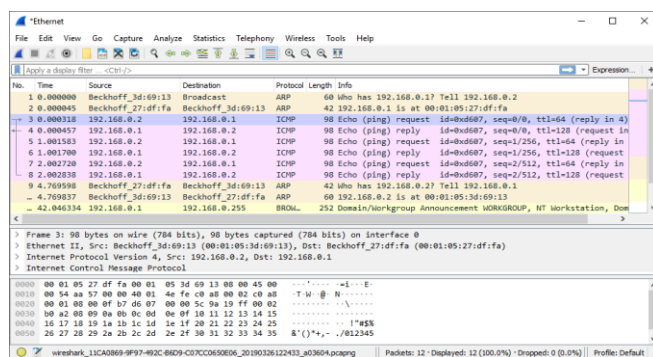 *Ethernet
File Edit View Go Capture Analyze Statistics Telephony Wireless Tools Help
Apply a display filter ... <Ctrl-/> Expression... +
No. Time Source Destination Protocol Length Info
1 0.000000 Beckhoff_3d:69:13 Broadcast ARP 60 Who has 192.168.0.1? Tell 192.168.0.2
2 0.000045 Beckhoff_27:df:fa Beckhoff_3d:69:13 ARP 42 192.168.0.1 is at 00:01:05:27:df:fa
3 0.000318 192.168.0.2 192.168.0.1 ICMP 98 Echo (ping) request id=0xd607, seq=0/0, ttl=64 (reply in 4)
4 0.000457 192.168.0.1 192.168.0.2 ICMP 98 Echo (ping) reply id=0xd607, seq=0/0, ttl=128 (request in
5 1.001583 192.168.0.2 192.168.0.1 ICMP 98 Echo (ping) request id=0xd607, seq=1/256, ttl=64 (reply in
6 1.001700 192.168.0.1 192.168.0.2 ICMP 98 Echo (ping) reply id=0xd607, seq=1/256, ttl=128 (request
7 2.002720 192.168.0.2 192.168.0.1 ICMP 98 Echo (ping) request id=0xd607, seq=2/512, ttl=64 (reply in
8 2.002838 192.168.0.1 192.168.0.2 ICMP 98 Echo (ping) reply id=0xd607, seq=2/512, ttl=128 (request
9 4.769598 Beckhoff_27:df:fa Beckhoff_3d:69:13 ARP 42 Who has 192.168.0.2? Tell 192.168.0.1
… 4.769837 Beckhoff_3d:69:13 Beckhoff_27:df:fa ARP 60 192.168.0.2 is at 00:01:05:3d:69:13
… 42.046334 192.168.0.1 192.168.0.255 BROW… 252 Domain/Workgroup Announcement WORKGROUP, NT Workstation, Dom
Frame 3: 98 bytes on wire (784 bits), 98 bytes captured (784 bits) on interface 0
Ethernet II, Src: Beckhoff_3d:69:13 (00:01:05:3d:69:13), Dst: Beckhoff_27:df:fa (00:01:05:27:df:fa)
Internet Protocol Version 4, Src: 192.168.0.2, Dst: 192.168.0.1
Internet Control Message Protocol
0000 00 01 05 27 df fa 00 01 05 3d 69 13 08 00 45 00 ···'···· ·=i···E·
0010 00 54 aa 57 00 00 40 01 4e fe c0 a8 00 02 c0 a8 ·T·W··@· N·······
0020 00 01 08 00 0f b7 d6 07 00 00 5c 9a 19 ff 00 02 ········ ··\·····
0030 b0 a2 08 09 0a 0b 0c 0d 0e 0f 10 11 12 13 14 15 ········ ········
0040 16 17 18 19 1a 1b 1c 1d 1e 1f 20 21 22 23 24 25 ········ ·· !"#$%
0050 26 27 28 29 2a 2b 2c 2d 2e 2f 30 31 32 33 34 35 &'()*+,- ./012345
wireshark_11CA0869-9F97-492C-B6D9-C07CC0650E06_20190326122433_a03604.pcapng Packets: 12 · Displayed: 12 (100.0%) · Dropped: 0 (0.0%) Profile: Default